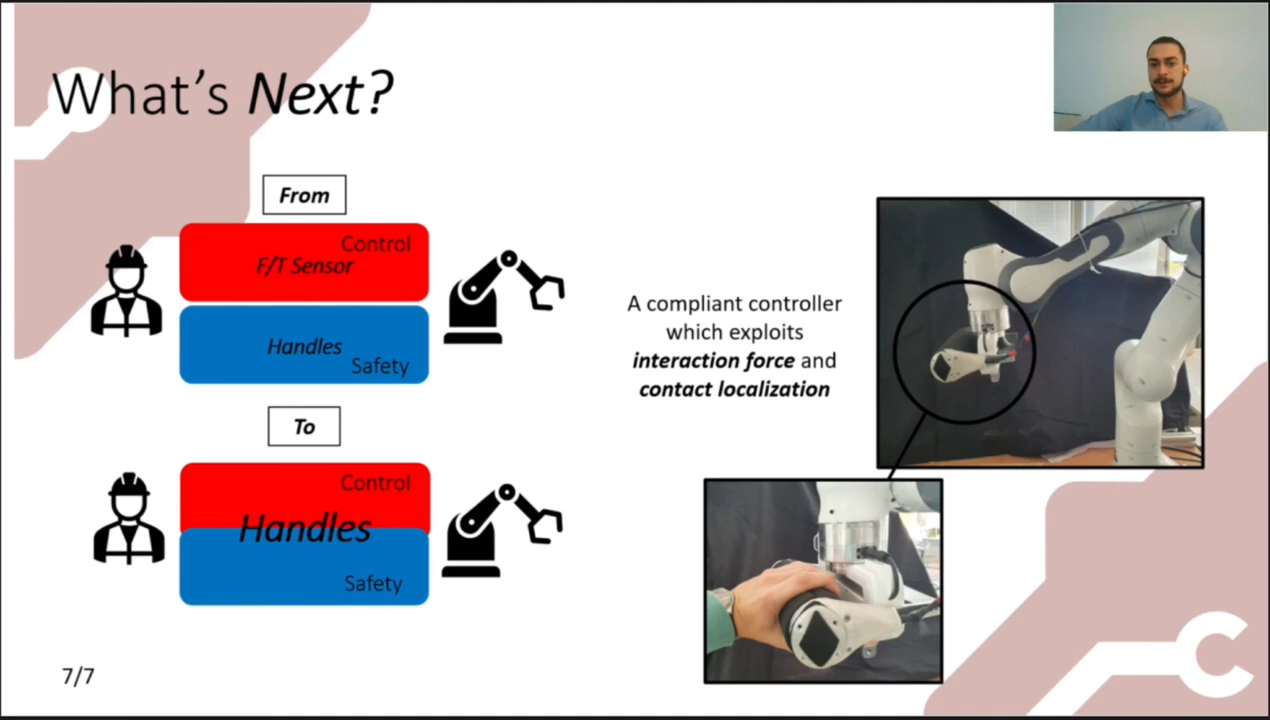 What's Next?
From
Control
F/T Sensor
Handles
Safety
To
Control
Handles
Safety
A compliant controller
which exploits
interaction force and
contact localization
7/7